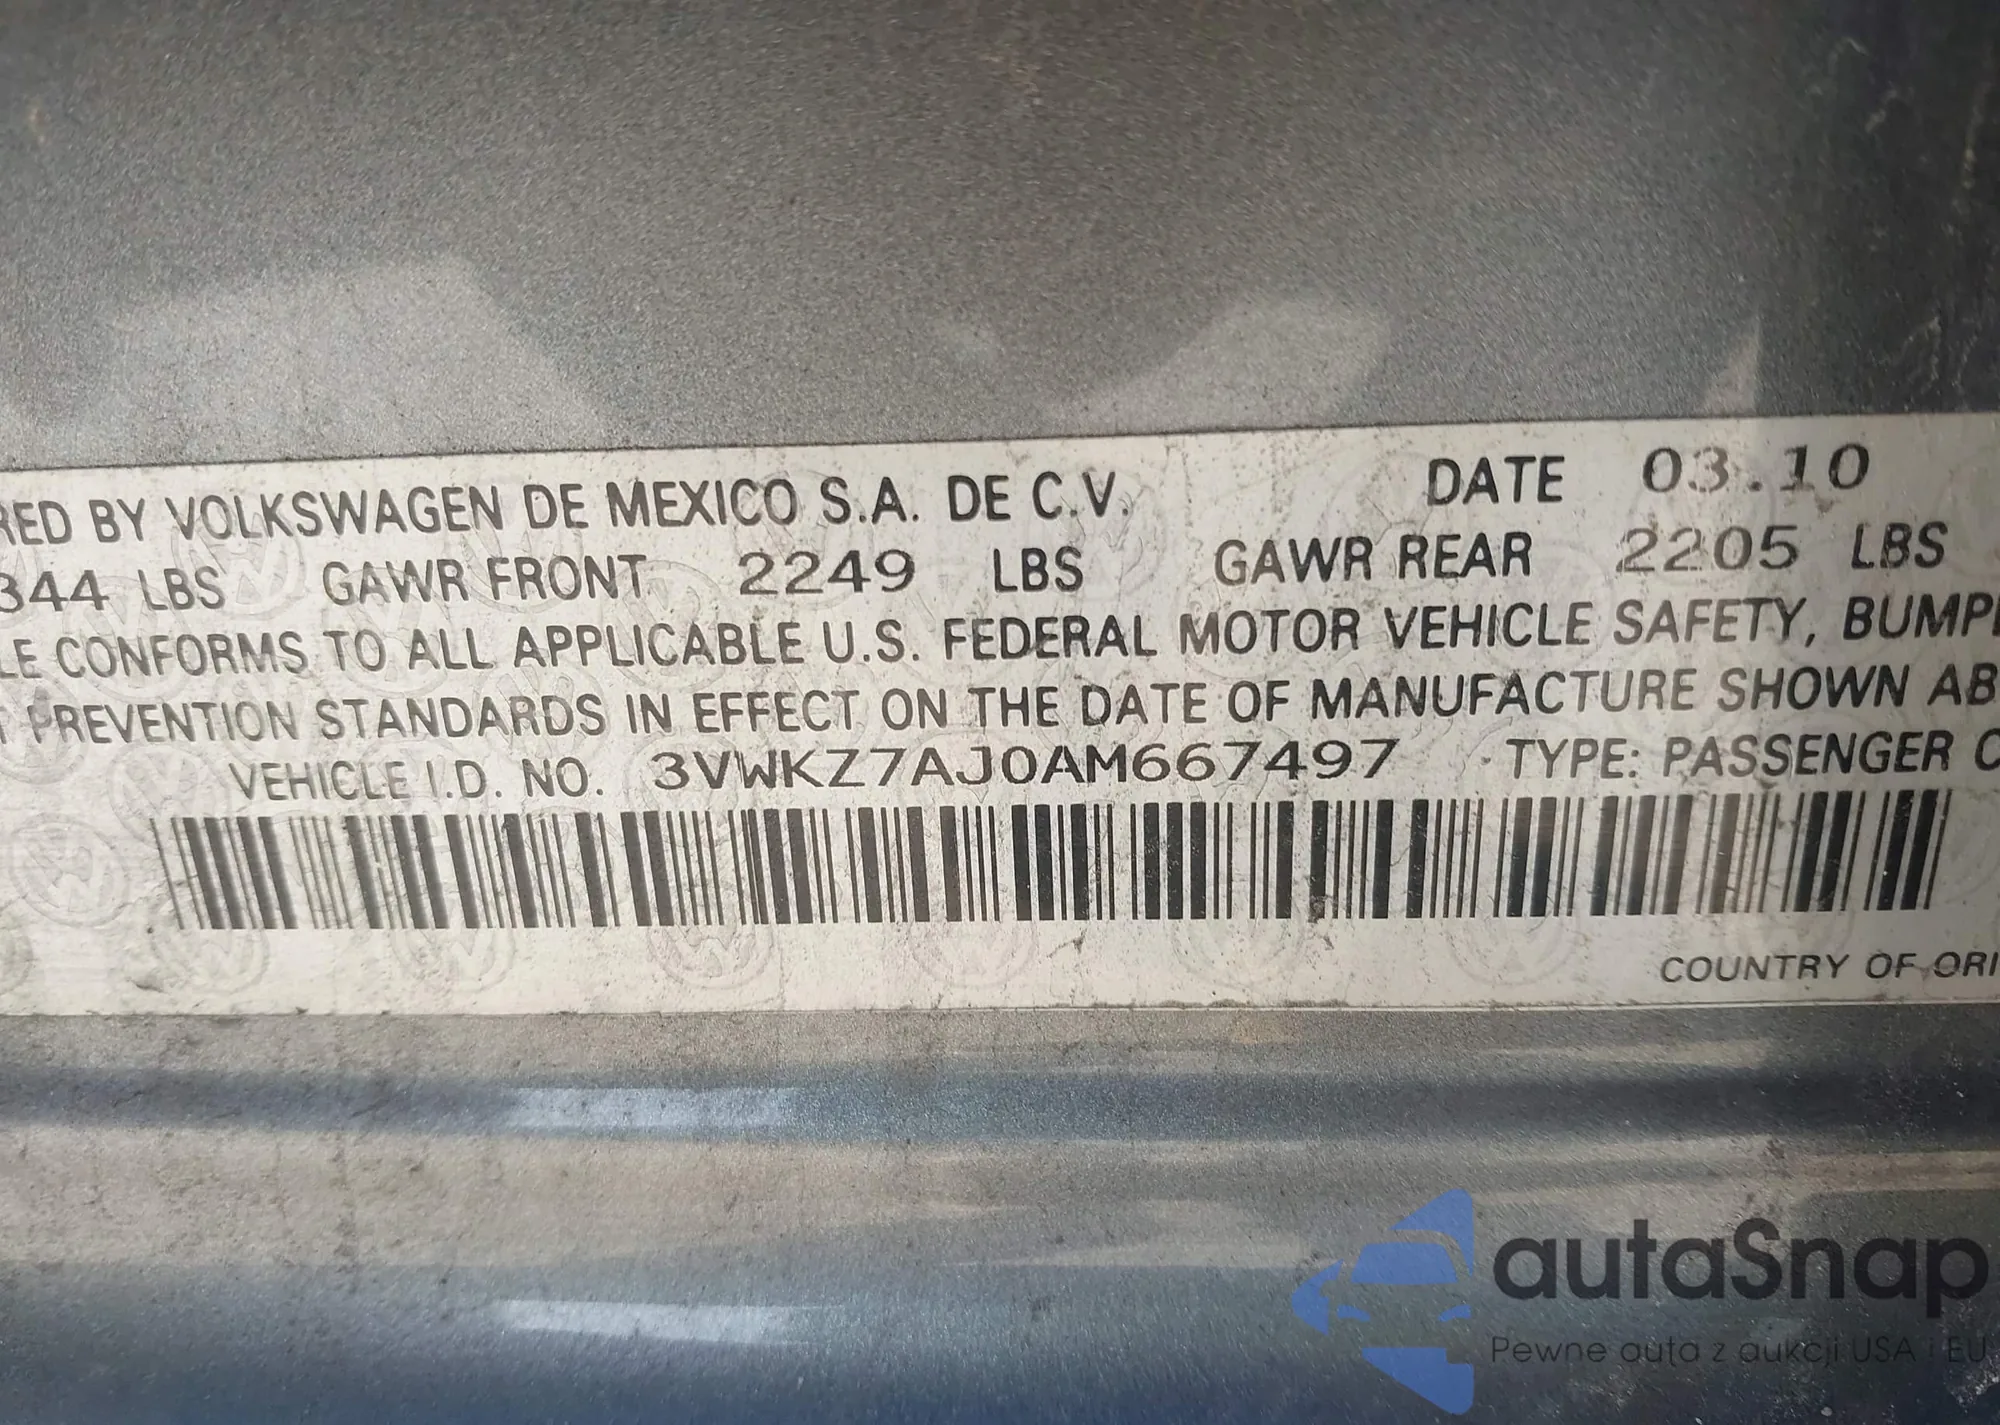 RED BY VOLKSWAGEN DE MEXICO S.A. DE C.V. DATE 03.10
344 LBS GAWR FRONT 2249 LBS GAWR REAR 2205 LBS
LE CONFORMS TO ALL APPLICABLE U.S. FEDERAL MOTOR VEHICLE SAFETY, BUMP
T PREVENTION STANDARDS IN EFFECT ON THE DATE OF MANUFACTURE SHOWN AB
VEHICLE I.D. NO. 3VWKZ7AJ0AM667497 TYPE: PASSENGER C
COUNTRY OF ORI
autaSnap
Pewne auta z aukcji USA i EU